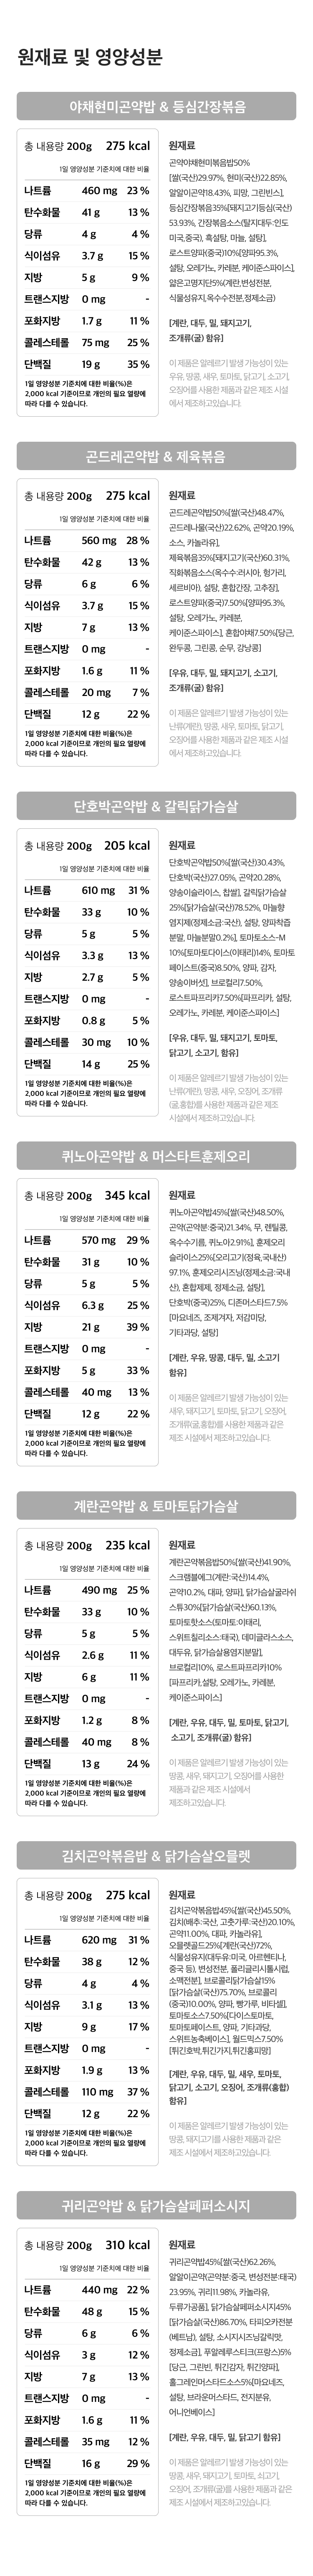 원재료 및 영양성분
야채현미곤약밥 & 등심간장볶음
총 내용량 200g 275 kcal
1일 영양성분 기준치에 대한 비율
나트륨 460 mg 23 %
탄수화물 41 g 13 %
당류 4 g 4 %
식이섬유 3.7 g 15 %
지방 5 g 9 %
트랜스지방 0 mg -
포화지방 1.7 g 11 %
콜레스테롤 75 mg 25 %
단백질 19 g 35 %
1일 영양성분 기준치에 대한 비율(%)은
2,000 kcal 기준이므로 개인의 필요 열량에
따라 다를 수 있습니다.
원재료
곤약야채현미볶음밥50%
[쌀(국산)29.97%, 현미(국산)22.85%,
알알이곤약18.43%, 피망, 그린빈스],
등심간장볶음35%[돼지고기등심(국산)
53.93%, 간장볶음소스(탈지대두:인도
미국,중국), 흑설탕, 마늘, 설탕],
로스트양파(중국)10%[양파95.3%,
설탕, 오레가노, 카레분, 케이준스파이스],
얇은고명지단5%(계란,변성전분,
식물성유지,옥수수전분,정제소금)
[계란, 대두, 밀, 돼지고기,
조개류(굴) 함유]
이 제품은 알레르기 발생 가능성이 있는
우유, 땅콩, 새우, 토마토, 닭고기, 소고기,
오징어를 사용한 제품과 같은 제조 시설
에서 제조하고있습니다.
곤드레곤약밥 & 제육볶음
총 내용량 200g 275 kcal
1일 영양성분 기준치에 대한 비율
나트륨 560 mg 28 %
탄수화물 42 g 13 %
당류 6 g 6 %
식이섬유 3.7 g 15 %
지방 7 g 13 %
트랜스지방 0 mg -
포화지방 1.6 g 11 %
콜레스테롤 20 mg 7 %
단백질 12 g 22 %
1일 영양성분 기준치에 대한 비율(%)은
2,000 kcal 기준이므로 개인의 필요 열량에
따라 다를 수 있습니다.
원재료
곤드레곤약밥50%[쌀(국산)48.47%,
곤드레나물(국산)22.62%, 곤약20.19%,
소스, 카놀라유],
제육볶음35%[돼지고기(국산)60.31%,
직화볶음소스(옥수수:러시아, 헝가리,
세르비아), 설탕, 혼합간장, 고추장],
로스트양파(중국)7.50%[양파95.3%,
설탕, 오레가노, 카레분,
케이준스파이스], 혼합야채7.50%[당근,
완두콩, 그린콩, 순무, 강낭콩]
[우유, 대두, 밀, 돼지고기, 소고기,
조개류(굴) 함유]
이 제품은 알레르기 발생 가능성이 있는
난류(계란), 땅콩, 새우, 토마토, 닭고기,
오징어를 사용한 제품과 같은 제조 시설
에서 제조하고있습니다.
단호박곤약밥 & 갈릭닭가슴살
총 내용량 200g 205 kcal
1일 영양성분 기준치에 대한 비율
나트륨 610 mg 31 %
탄수화물 33 g 10 %
당류 5 g 5 %
식이섬유 3.3 g 13 %
지방 2.7 g 5 %
트랜스지방 0 mg -
포화지방 0.8 g 5 %
콜레스테롤 30 mg 10 %
단백질 14 g 25 %
1일 영양성분 기준치에 대한 비율(%)은
2,000 kcal 기준이므로 개인의 필요 열량에
따라 다를 수 있습니다.
원재료
단호박곤약밥50%[쌀(국산)30.43%,
단호박(국산)27.05%, 곤약20.28%,
양송이슬라이스, 찹쌀], 갈릭닭가슴살
25%[닭가슴살(국산)78.52%, 마늘향
염지제(정제소금:국산), 설탕, 양파착즙
분말, 마늘분말0.2%], 토마토소스-M
10%[토마토다이스(이태리)14%, 토마토
페이스트(중국)8.50%, 양파, 감자,
양송이버섯], 브로컬리7.50%,
로스트파프리카7.50%[파프리카, 설탕,
오레가노, 카레분, 케이준스파이스]
[우유, 대두, 밀, 돼지고기, 토마토,
닭고기, 소고기, 함유]
이 제품은 알레르기 발생 가능성이 있는
난류(계란), 땅콩, 새우, 오징어, 조개류
(굴,홍합)를 사용한 제품과 같은 제조
시설에서 제조하고있습니다.
퀴노아곤약밥 & 머스타트훈제오리
총 내용량 200g 345 kcal
1일 영양성분 기준치에 대한 비율
나트륨 570 mg 29 %
탄수화물 31 g 10 %
당류 5 g 5 %
식이섬유 6.3 g 25 %
지방 21 g 39 %
트랜스지방 0 mg -
포화지방 5 g 33 %
콜레스테롤 40 mg 13 %
단백질 12 g 22 %
1일 영양성분 기준치에 대한 비율(%)은
2,000 kcal 기준이므로 개인의 필요 열량에
따라 다를 수 있습니다.
원재료
퀴노아곤약밥45%[쌀(국산)48.50%,
곤약(곤약분:중국)21.34%, 무, 렌틸콩,
옥수수기름, 퀴노아2.91%], 훈제오리
슬라이스25%[오리고기(정육,국내산)
97.1%, 훈제오리시즈닝(정제소금:국내
산), 혼합제제, 정제소금, 설탕],
단호박(중국)25%, 디존머스타드7.5%
[마요네즈, 조제겨자, 저감미당,
기타과당, 설탕]
[계란, 우유, 땅콩, 대두, 밀, 소고기
함유]
이 제품은 알레르기 발생 가능성이 있는
새우, 돼지고기, 토마토, 닭고기, 오징어,
조개류(굴,홍합)를 사용한 제품과 같은
제조 시설에서 제조하고있습니다.
계란곤약밥 & 토마토닭가슴살
총 내용량 200g 235 kcal
1일 영양성분 기준치에 대한 비율
나트륨 490 mg 25 %
탄수화물 33 g 10 %
당류 5 g 5 %
식이섬유 2.6 g 11 %
지방 6 g 11 %
트랜스지방 0 mg -
포화지방 1.2 g 8 %
콜레스테롤 40 mg 8 %
단백질 13 g 24 %
1일 영양성분 기준치에 대한 비율(%)은
2,000 kcal 기준이므로 개인의 필요 열량에
따라 다를 수 있습니다.
원재료
계란곤약볶음밥50%[쌀(국산)41.90%,
스크램블에그(계란:국산)14.4%,
곤약10.2%, 대파, 양파], 닭가슴살굴라쉬
스튜30%[닭가슴살(국산)60.13%,
토마토핫소스(토마토:이태리,
스위트칠리소스:태국), 데미글라스소스,
대두유, 닭가슴살용염지분말],
브로컬리10%, 로스트파프리카10%
[파프리카,설탕, 오레가노, 카레분,
케이준스파이스]
[계란, 우유, 대두, 밀, 토마토, 닭고기,
소고기, 조개류(굴) 함유]
이 제품은 알레르기 발생 가능성이 있는
땅콩, 새우, 돼지고기, 오징어를 사용한
제품과 같은 제조 시설에서
제조하고있습니다.
김치곤약볶음밥 & 닭가슴살오믈렛
총 내용량 200g 275 kcal
1일 영양성분 기준치에 대한 비율
나트륨 620 mg 31 %
탄수화물 38 g 12 %
당류 4 g 4 %
식이섬유 3.1 g 13 %
지방 9 g 17 %
트랜스지방 0 mg -
포화지방 1.9 g 13 %
콜레스테롤 110 mg 37 %
단백질 12 g 22 %
1일 영양성분 기준치에 대한 비율(%)은
2,000 kcal 기준이므로 개인의 필요 열량에
따라 다를 수 있습니다.
원재료
김치곤약볶음밥45%[쌀(국산)45.50%,
김치(배추:국산, 고춧가루:국산)20.10%,
곤약11.00%, 대파, 카놀라유],
오믈렛골드25%[계란(국산)72%,
식물성유지(대두유:미국, 아르헨티나,
중국 등), 변성전분, 폴리글리시톨시럽,
소맥전분], 브로콜리닭가슴살15%
[닭가슴살(국산)75.70%, 브로콜리
(중국)10.00%, 양파, 빵가루, 비타셀],
토마토소스7.50%[다이스토마토,
토마토페이스트, 양파, 기타과당,
스위트농축베이스], 월드믹스7.50%
[튀긴호박,튀긴가지,튀긴홍피망]
[계란, 우유, 대두, 밀, 새우, 토마토,
닭고기, 소고기, 오징어, 조개류(홍합)
함유]
이 제품은 알레르기 발생 가능성이 있는
땅콩, 돼지고기를 사용한 제품과 같은
제조 시설에서 제조하고있습니다.
귀리곤약밥 & 닭가슴살페퍼소시지
총 내용량 200g 310 kcal
1일 영양성분 기준치에 대한 비율
나트륨 440 mg 22 %
탄수화물 48 g 15 %
당류 6 g 6 %
식이섬유 3 g 12 %
지방 7 g 13 %
트랜스지방 0 mg -
포화지방 1.6 g 11 %
콜레스테롤 35 mg 12 %
단백질 16 g 29 %
1일 영양성분 기준치에 대한 비율(%)은
2,000 kcal 기준이므로 개인의 필요 열량에
따라 다를 수 있습니다.
원재료
귀리곤약밥45%[쌀(국산)62.26%,
알알이곤약(곤약분:중국, 변성전분:태국)
23.95%, 귀리11.98%, 카놀라유,
두류가공품], 닭가슴살페퍼소시지45%
[닭가슴살(국산)86.70%, 타피오카전분
(베트남), 설탕, 소시지시즈닝갈릭맛,
정제소금], 푸알레루스티크(프랑스)5%
[당근, 그린빈, 튀긴감자, 튀긴양파],
홀그레인머스타드소스5%[마요네즈,
설탕, 브라운머스타드, 전지분유,
어니언베이스]
[계란, 우유, 대두, 밀, 닭고기 함유]
이 제품은 알레르기 발생 가능성이 있는
땅콩, 새우, 돼지고기, 토마토, 쇠고기,
오징어, 조개류(굴)를 사용한 제품과 같은
제조 시설에서 제조하고있습니다.